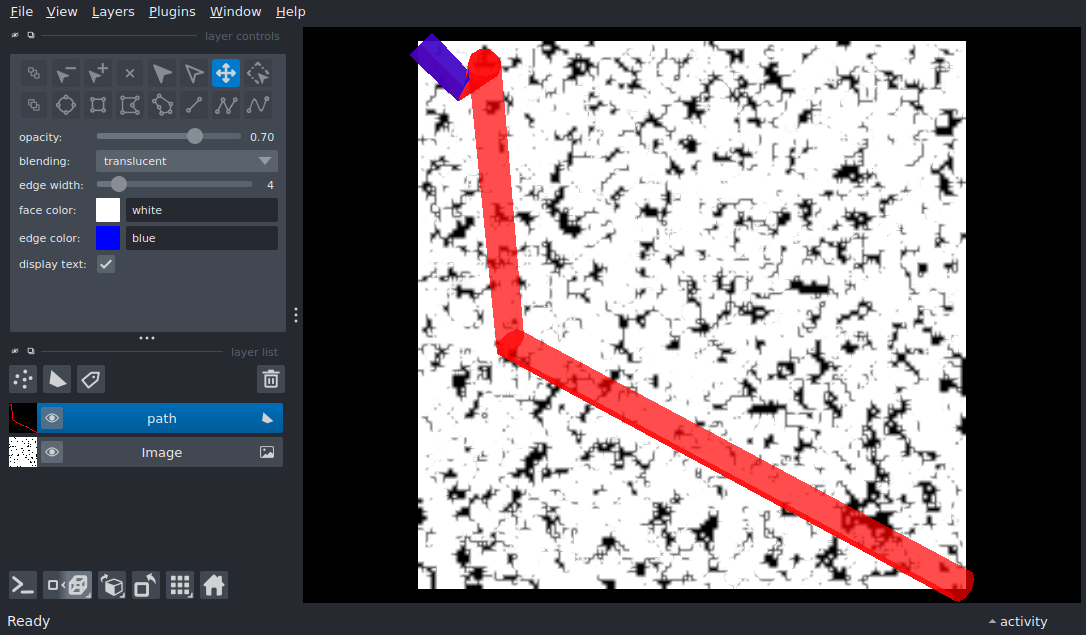 File View Layers Plugins Window Help
layer controls
opacity: 0.70
blending: translucent
edge width: 4
face color: white
edge color: blue
display text:
layer list
path
Image
Ready
activity